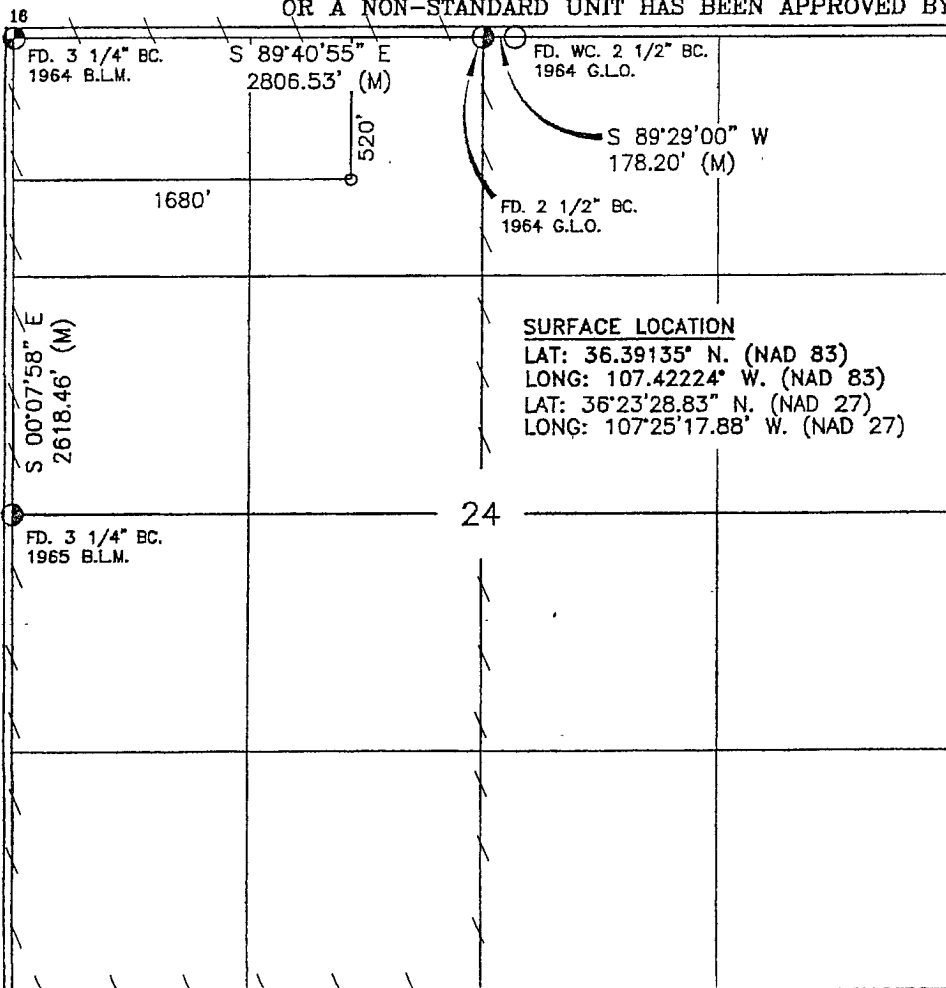 OR A NON-STANDARD UNIT HAS BEEN APPROVED BY
16
FD. 3 1/4" BC.
1964 B.L.M.
S 89°40'55" E
2806.53' (M)
FD. WC. 2 1/2" BC.
1964 G.L.O.
520'
S 89°29'00" W
178.20' (M)
1680'
FD. 2 1/2" BC.
1964 G.L.O.
S 00°07'58" E
2618.46' (M)
SURFACE LOCATION
LAT: 36.39135° N. (NAD 83)
LONG: 107.42224° W. (NAD 83)
LAT: 36°23'28.83" N. (NAD 27)
LONG: 107°25'17.88' W. (NAD 27)
24
FD. 3 1/4" BC.
1965 B.L.M.